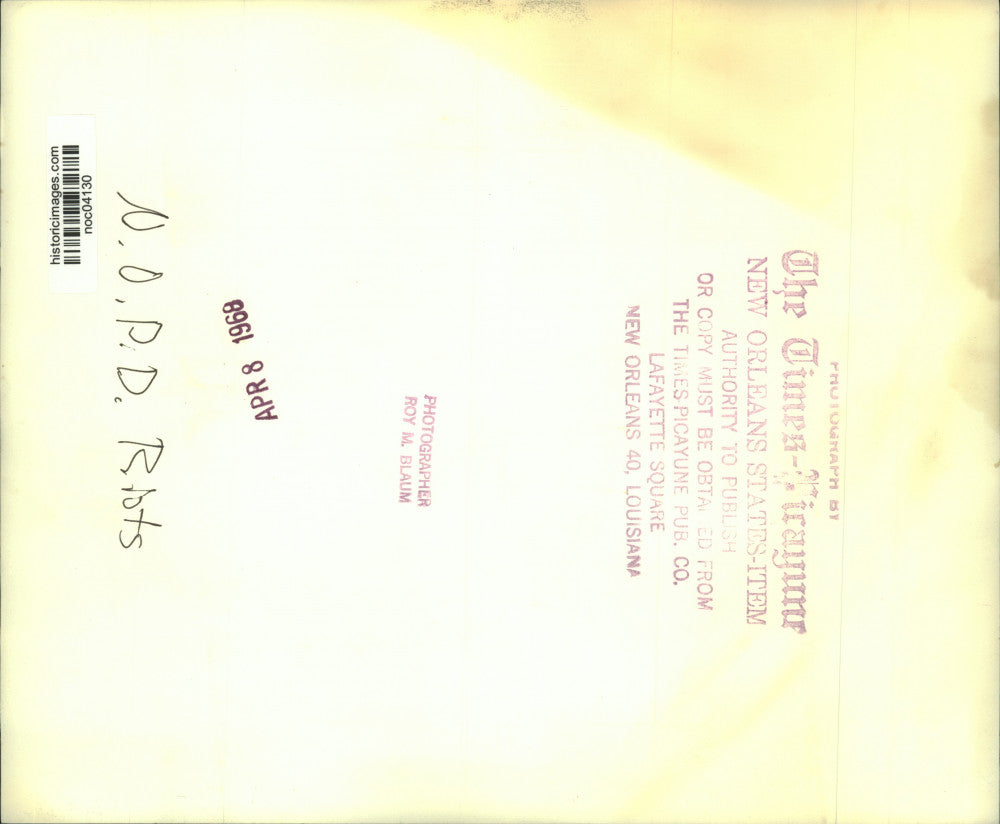 PHOTOGRAPH BY
The Times-Picayune
NEW ORLEANS STATES-ITEM
AUTHORITY TO PUBLISH
OR COPY MUST BE OBTAI ED FROM
THE TIMES-PICAYUNE PUB. CO.
LAFAYETTE SQUARE
NEW ORLEANS 40, LOUISIANA
PHOTOGRAPHER
ROY M. BLAUM
APR 8 1968
N.O.P.D. Riots
historicimages.com
noc04130